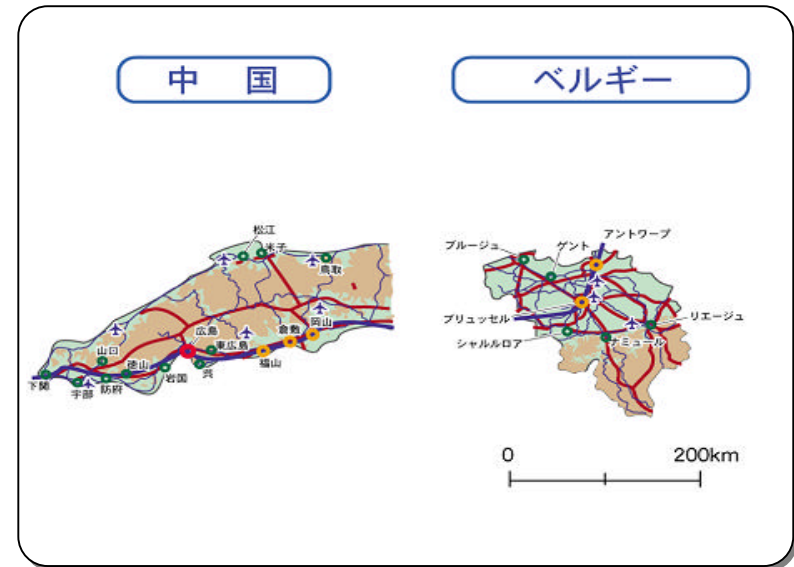 中 国
ベルギー
松江
米子
鳥取
岡山
倉敷
広島
東広島
福山
山口
徳山
岩国
呉
下関
宇部
防府
アントワープ
ブルージュ
ゲント
ブリュッセル
リエージュ
シャルルロア
ナミュール
0 200km